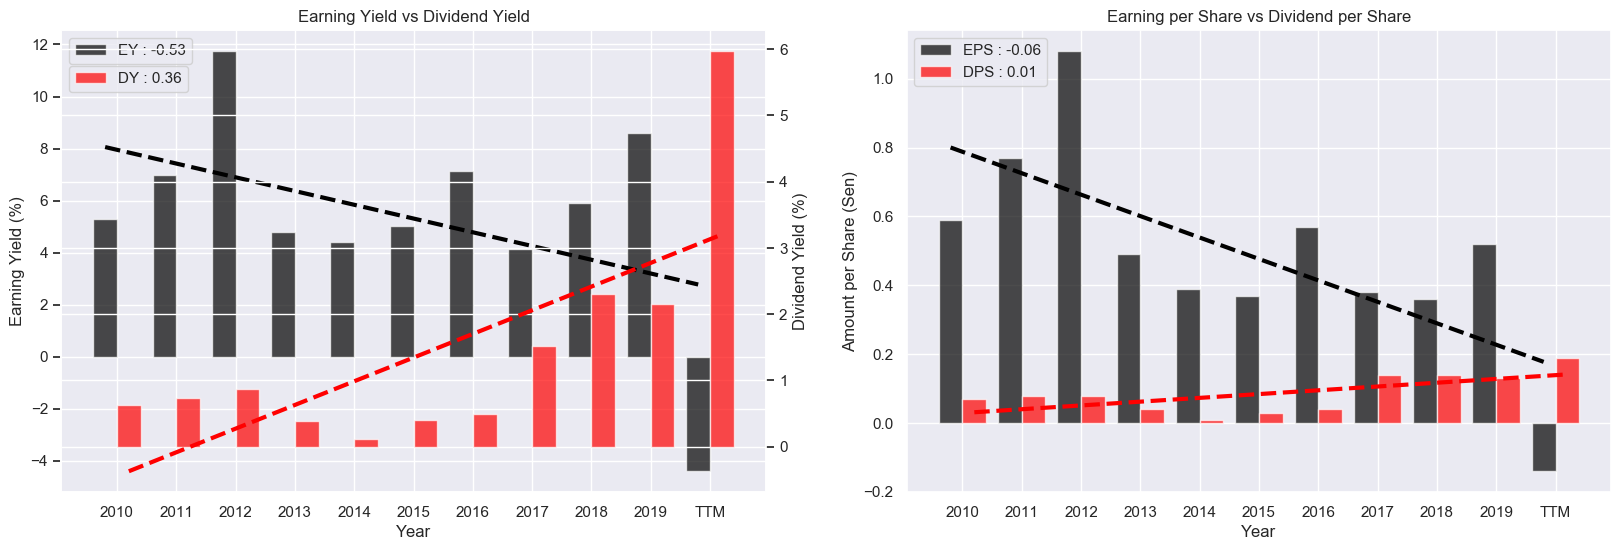 Earning Yield vs Dividend Yield
EY : -0.53
DY : 0.36
Earning Yield (%)
12
10
8
6
4
2
0
−2
−4
6
5
4
3
2
1
0
Dividend Yield (%)
2010 2011 2012 2013 2014 2015 2016 2017 2018 2019 TTM
Year
Earning per Share vs Dividend per Share
EPS : -0.06
DPS : 0.01
Amount per Share (Sen)
1.0
0.8
0.6
0.4
0.2
0.0
−0.2
2010 2011 2012 2013 2014 2015 2016 2017 2018 2019 TTM
Year